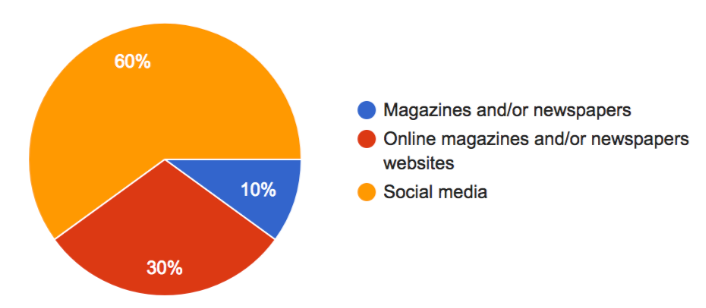 60%
10%
30%
Magazines and/or newspapers
Online magazines and/or newspapers
websites
Social media